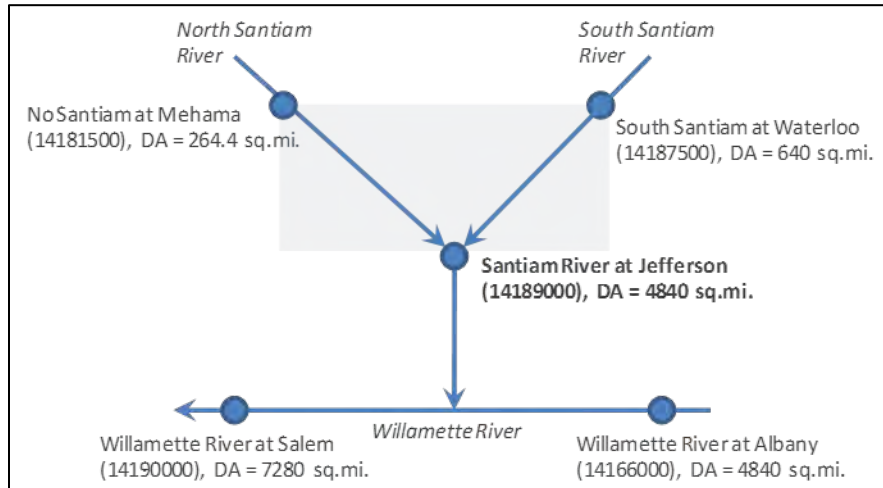 North Santiam
River
South Santiam
River
No Santiam at Mehama
(14181500), DA = 264.4 sq.mi.
South Santiam at Waterloo
(14187500), DA = 640 sq.mi.
Santiam River at Jefferson
(14189000), DA = 4840 sq.mi.
Willamette River
Willamette River at Salem
(14190000), DA = 7280 sq.mi.
Willamette River at Albany
(14166000), DA = 4840 sq.mi.